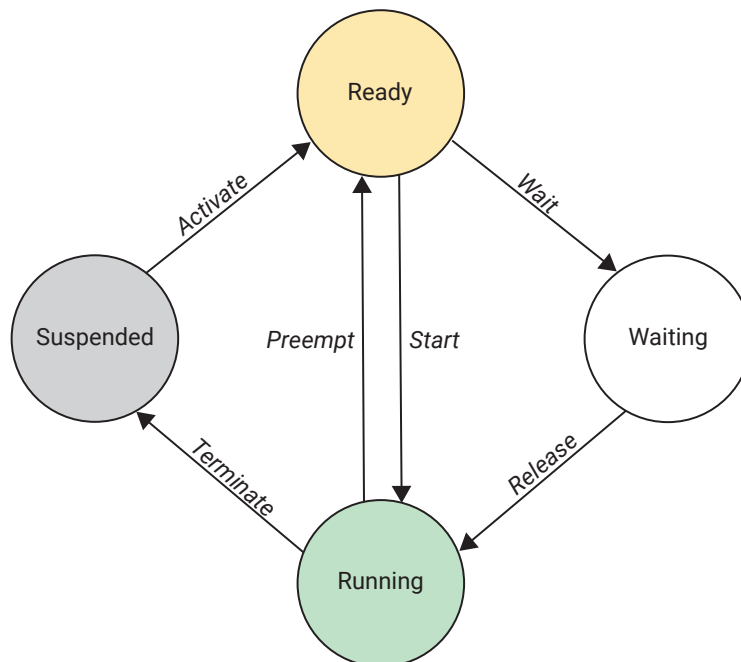 Ready
Activate
Wait
Suspended
Preempt
Start
Waiting
Terminate
Release
Running